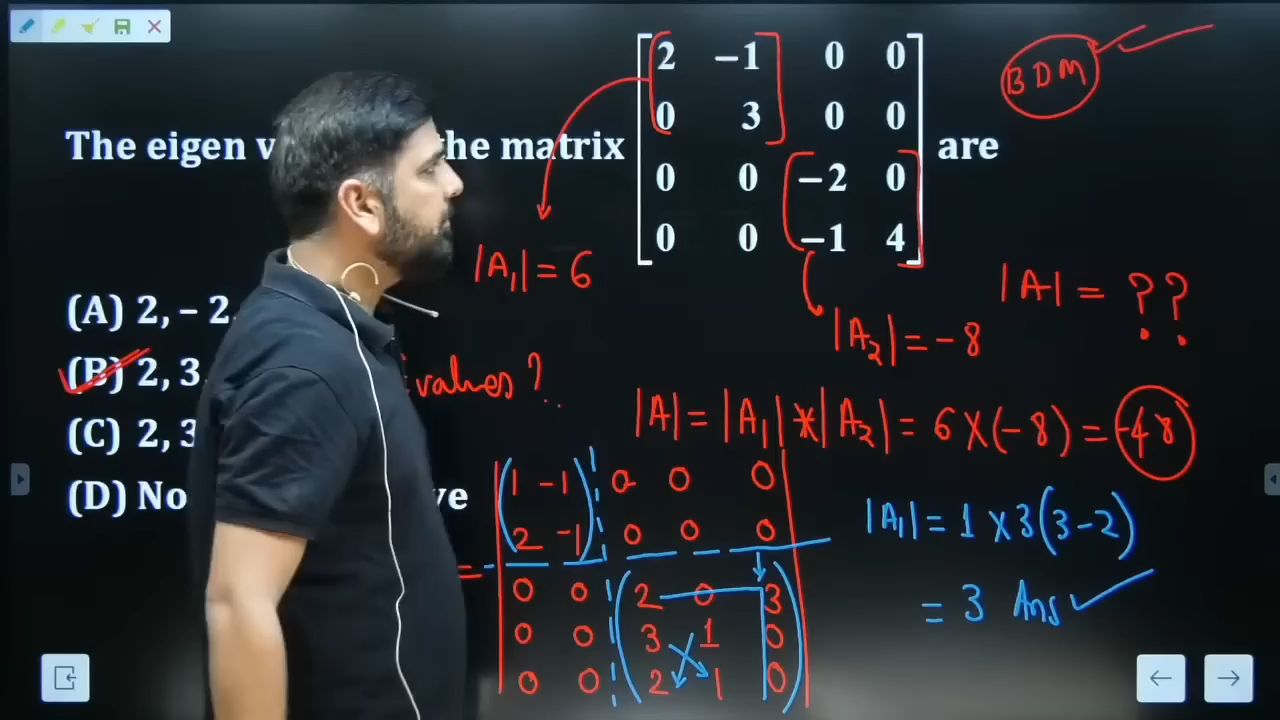 The eigen v the matrix
2 −1 0 0
0 3 0 0
0 0 −2 0
0 0 −1 4
are
BDM
(A) 2, − 2
(B) 2, 3
(C) 2, 3
(D) No ve
|A₁| = 6
|A₂| = −8
|A| = ??
values ?
|A| = |A₁| * |A₂| = 6 × (−8) = −48
=
1 −1 0 0 0
2 −1 0 0 0
0 0 2 0 3
0 0 3 1 0
0 0 2 1 0
|A₁| = 1 × 3(3−2)
= 3 Ans